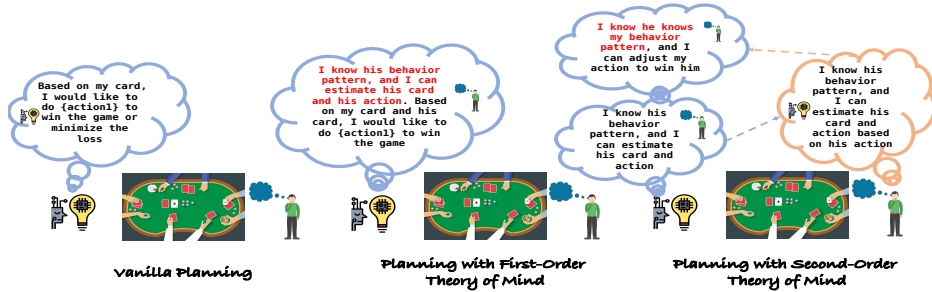 Based on my card,
I would like to
do {action1} to
win the game or
minimize the
loss
Vanilla Planning
I know his behavior
pattern, and I can
estimate his card
and his action. Based
on my card and his
card, I would like to
do {action1} to win
the game
Planning with First-Order
Theory of Mind
I know he knows
my behavior
pattern, and I
can adjust my
action to win him
I know his
behavior
pattern, and I
can estimate
his card and
action
I know his
behavior
pattern, and
I can
estimate his
card and
action based
on his action
Planning with Second-Order
Theory of Mind